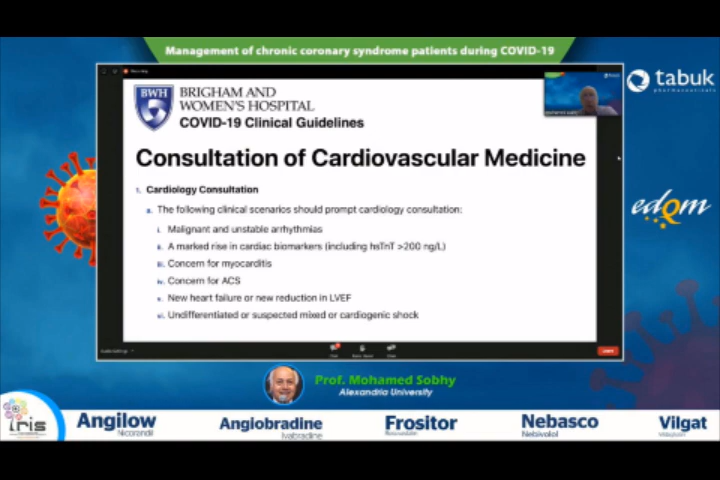 Management of chronic coronary syndrome patients during COVID-19
tabuk
pharmaceuticals
BWH
BRIGHAM AND
WOMEN'S HOSPITAL
COVID-19 Clinical Guidelines
Consultation of Cardiovascular Medicine
1. Cardiology Consultation
a. The following clinical scenarios should prompt cardiology consultation:
i. Malignant and unstable arrhythmias
ii. A marked rise in cardiac biomarkers (including hsTnT >200 ng/L)
iii. Concern for myocarditis
iv. Concern for ACS
v. New heart failure or new reduction in LVEF
vi. Undifferentiated or suspected mixed or cardiogenic shock
edqm
Prof. Mohamed Sobhy
Alexandria University
iris
Angilow
Nicorandil
Angiobradine
Ivabradine
Frositor
Nebasco
Nebivolol
Vilgat